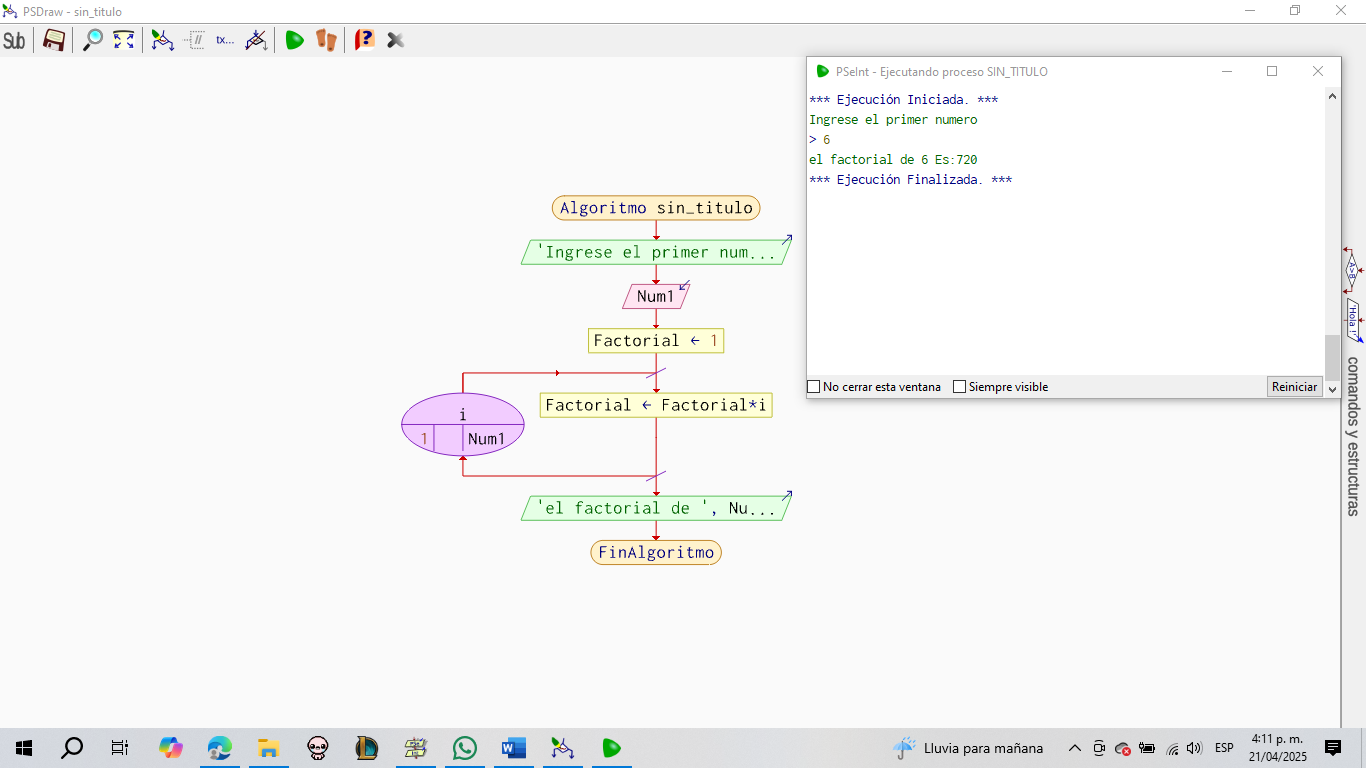 PSDraw - sin_titulo
Sub
//
tx...
?
PSeInt - Ejecutando proceso SIN_TITULO
*** Ejecución Iniciada. ***
Ingrese el primer numero
> 6
el factorial de 6 Es:720
*** Ejecución Finalizada. ***
No cerrar esta ventana
Siempre visible
Reiniciar
Algoritmo sin_titulo
'Ingrese el primer num...
Num1
Factorial ← 1
Factorial ← Factorial*i
i
1
Num1
'el factorial de ', Nu...
FinAlgoritmo
A>B
'Hola !'
comandos y estructuras
Lluvia para mañana
ESP
4:11 p. m.
21/04/2025